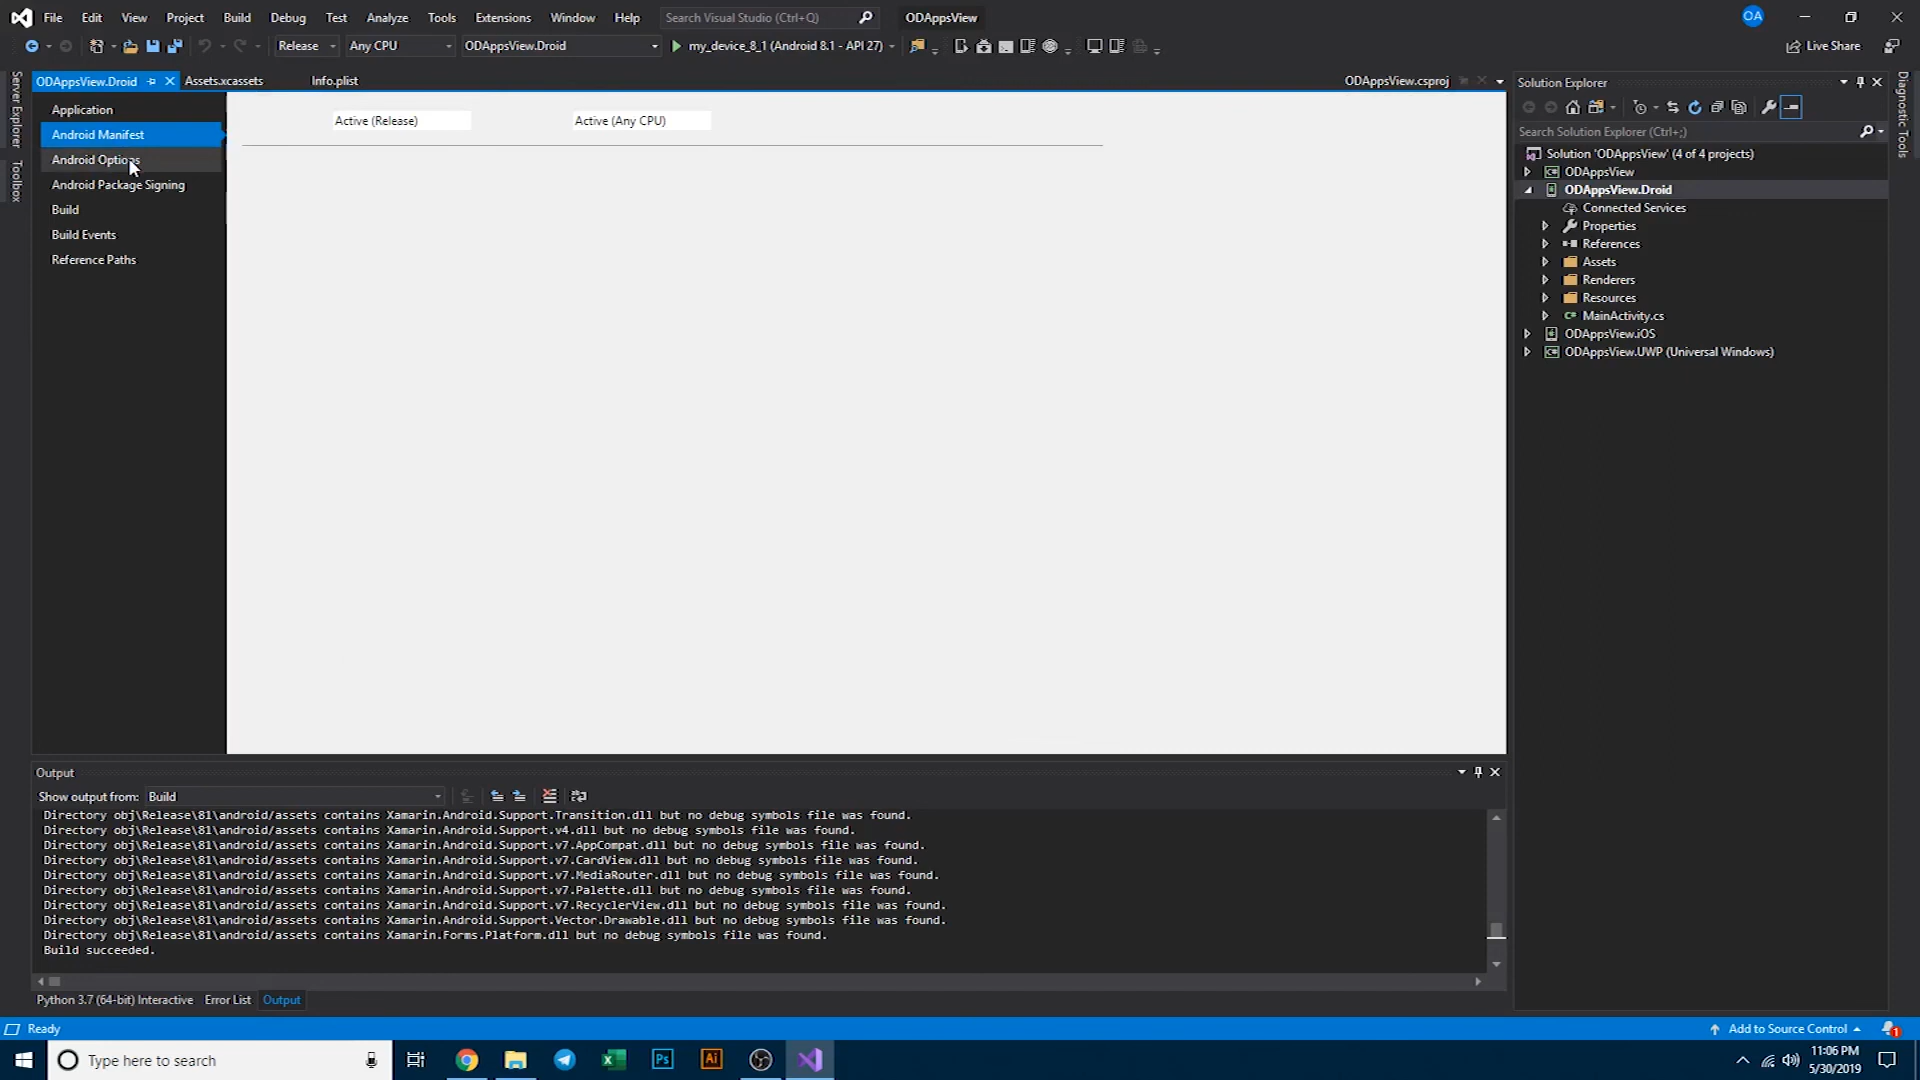 File Edit View Project Build Debug Test Analyze Tools Extensions Window Help Search Visual Studio (Ctrl+Q) ODAppsView OA
Release Any CPU ODAppsView.Droid my_device_8_1 (Android 8.1 - API 27) Live Share
ODAppsView.Droid Assets.xcassets Info.plist ODAppsView.csproj
Server Explorer
Toolbox
Application
Android Manifest
Android Options
Android Package Signing
Build
Build Events
Reference Paths
Active (Release) Active (Any CPU)
Solution Explorer
Search Solution Explorer (Ctrl+;)
Solution 'ODAppsView' (4 of 4 projects)
ODAppsView
ODAppsView.Droid
Connected Services
Properties
References
Assets
Renderers
Resources
MainActivity.cs
ODAppsView.iOS
ODAppsView.UWP (Universal Windows)
Diagnostic Tools
Output
Show output from: Build
Directory obj\Release\81\android/assets contains Xamarin.Android.Support.Transition.dll but no debug symbols file was found.
Directory obj\Release\81\android/assets contains Xamarin.Android.Support.v4.dll but no debug symbols file was found.
Directory obj\Release\81\android/assets contains Xamarin.Android.Support.v7.AppCompat.dll but no debug symbols file was found.
Directory obj\Release\81\android/assets contains Xamarin.Android.Support.v7.CardView.dll but no debug symbols file was found.
Directory obj\Release\81\android/assets contains Xamarin.Android.Support.v7.MediaRouter.dll but no debug symbols file was found.
Directory obj\Release\81\android/assets contains Xamarin.Android.Support.v7.Palette.dll but no debug symbols file was found.
Directory obj\Release\81\android/assets contains Xamarin.Android.Support.v7.RecyclerView.dll but no debug symbols file was found.
Directory obj\Release\81\android/assets contains Xamarin.Android.Support.Vector.Drawable.dll but no debug symbols file was found.
Directory obj\Release\81\android/assets contains Xamarin.Forms.Platform.dll but no debug symbols file was found.
Build succeeded.
Python 3.7 (64-bit) Interactive Error List Output
Ready Add to Source Control 1
Type here to search Ps Ai 11:06 PM
5/30/2019